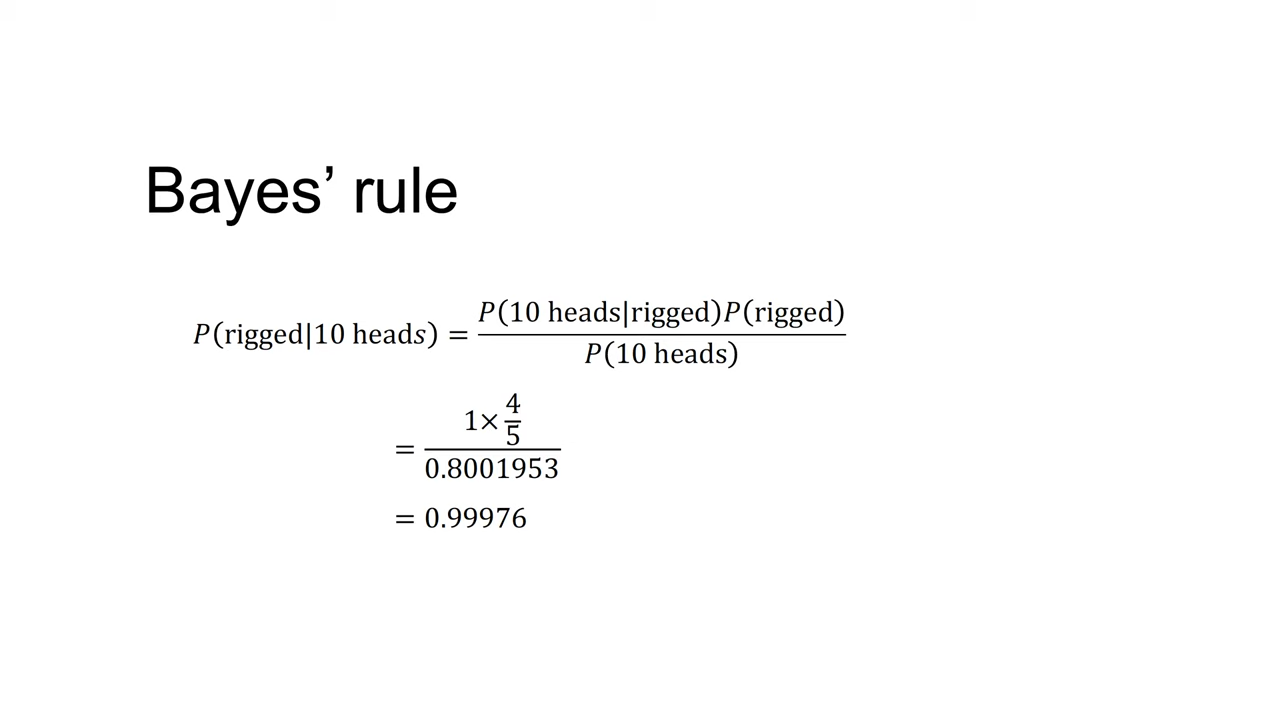 Bayes’ rule
P(rigged|10 heads) = P(10 heads|rigged)P(rigged) / P(10 heads)
= 1 × 4/5 / 0.8001953
= 0.99976